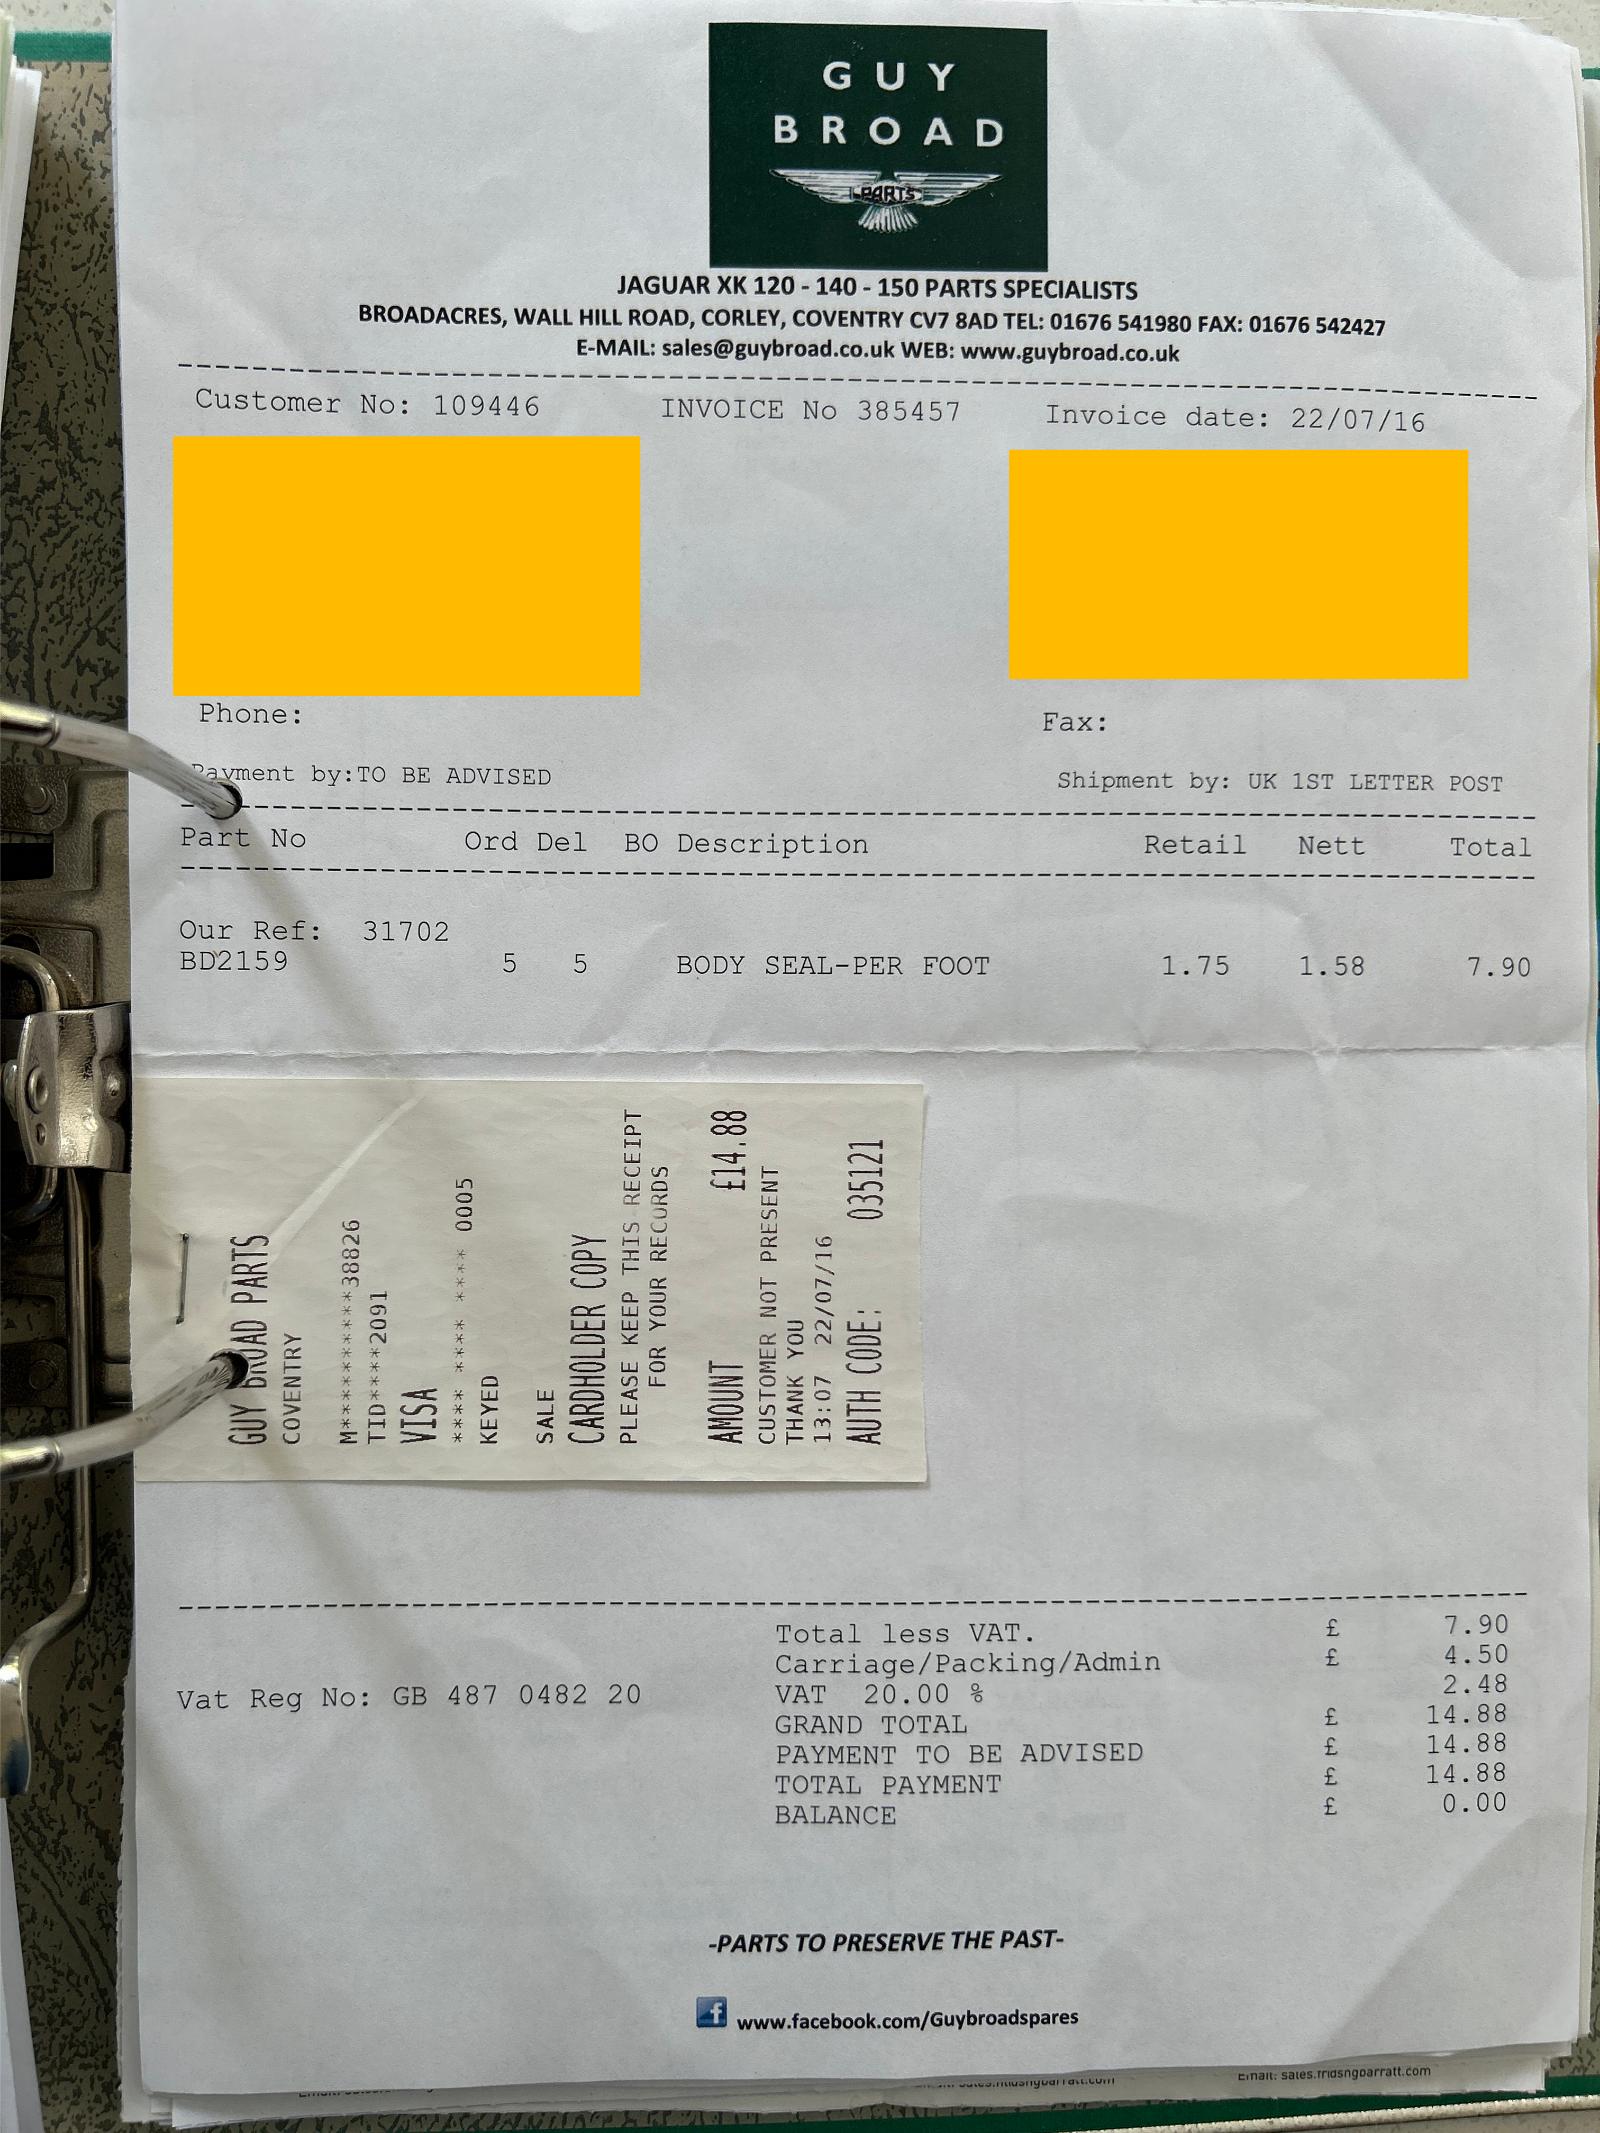 GUY
BROAD
PARTS
JAGUAR XK 120 - 140 - 150 PARTS SPECIALISTS
BROADACRES, WALL HILL ROAD, CORLEY, COVENTRY CV7 8AD TEL: 01676 541980 FAX: 01676 542427
E-MAIL: sales@guybroad.co.uk WEB: www.guybroad.co.uk
Customer No: 109446 INVOICE No 385457 Invoice date: 22/07/16
Phone: Fax:
Payment by:TO BE ADVISED Shipment by: UK 1ST LETTER POST
Part No Ord Del BO Description Retail Nett Total
Our Ref: 31702
BD2159 5 5 BODY SEAL-PER FOOT 1.75 1.58 7.90
GUY BROAD PARTS
COVENTRY
M**********38826
TID****2091
VISA
**** **** **** 0005
KEYED
SALE
CARDHOLDER COPY
PLEASE KEEP THIS RECEIPT
FOR YOUR RECORDS
AMOUNT £14.88
CUSTOMER NOT PRESENT
THANK YOU
13:07 22/07/16
AUTH CODE: 035121
Total less VAT. £ 7.90
Carriage/Packing/Admin £ 4.50
Vat Reg No: GB 487 0482 20 VAT 20.00 % 2.48
GRAND TOTAL £ 14.88
PAYMENT TO BE ADVISED £ 14.88
TOTAL PAYMENT £ 14.88
BALANCE £ 0.00
-PARTS TO PRESERVE THE PAST-
f www.facebook.com/Guybroadspares